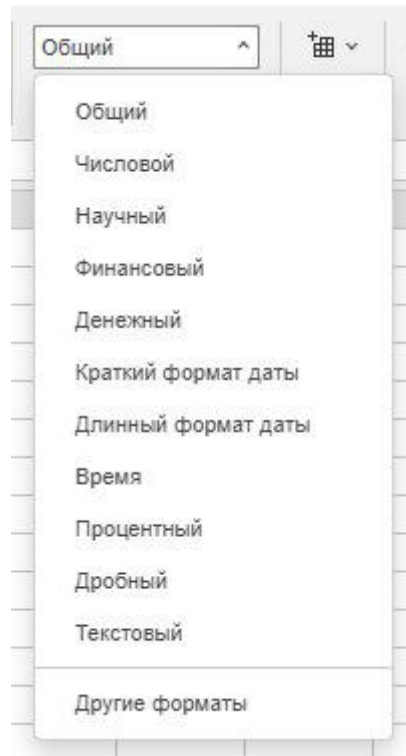 Общий
Общий
Числовой
Научный
Финансовый
Денежный
Краткий формат даты
Длинный формат даты
Время
Процентный
Дробный
Текстовый
Другие форматы